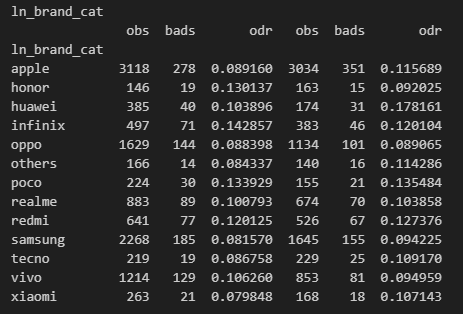 ln_brand_cat
obs bads odr obs bads odr
ln_brand_cat
apple 3118 278 0.089160 3034 351 0.115689
honor 146 19 0.130137 163 15 0.092025
huawei 385 40 0.103896 174 31 0.178161
infinix 497 71 0.142857 383 46 0.120104
oppo 1629 144 0.088398 1134 101 0.089065
others 166 14 0.084337 140 16 0.114286
poco 224 30 0.133929 155 21 0.135484
realme 883 89 0.100793 674 70 0.103858
redmi 641 77 0.120125 526 67 0.127376
samsung 2268 185 0.081570 1645 155 0.094225
tecno 219 19 0.086758 229 25 0.109170
vivo 1214 129 0.106260 853 81 0.094959
xiaomi 263 21 0.079848 168 18 0.107143